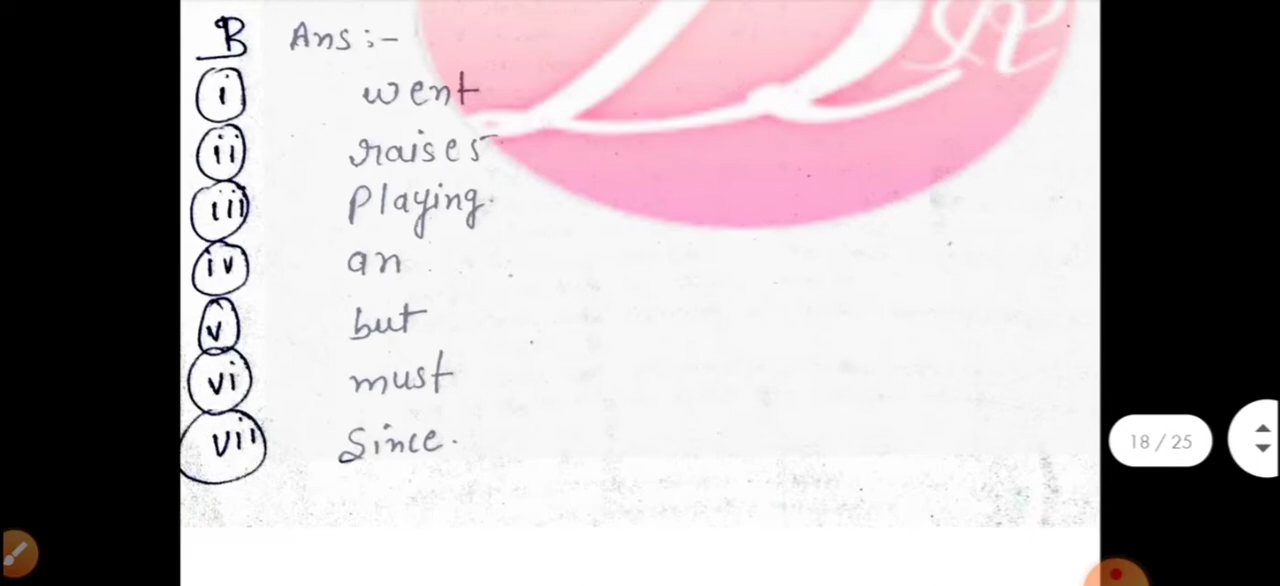 B Ans :-
i went
ii raises
iii Playing.
iv an
v but
vi must
vii Since.
18 / 25